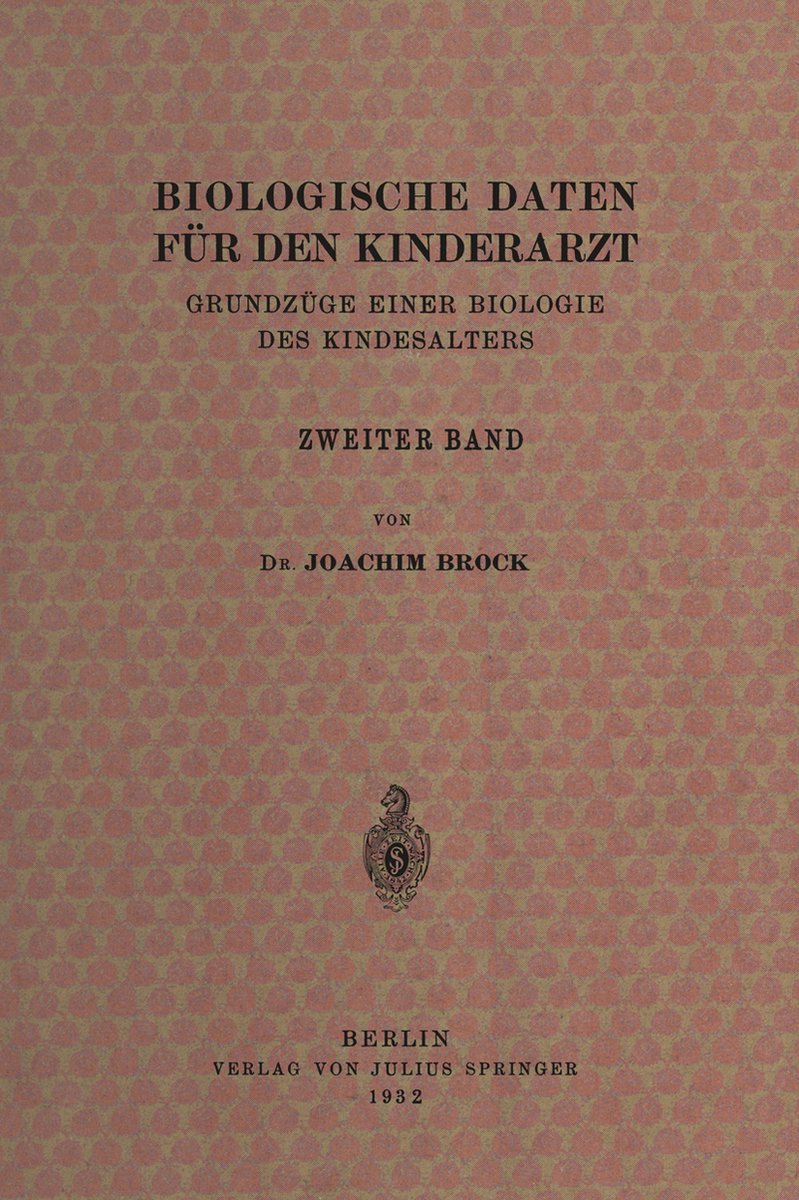 BIOLOGISCHE DATEN
FÜR DEN KINDERARZT
GRUNDZÜGE EINER BIOLOGIE
DES KINDESALTERS
ZWEITER BAND
VON
DR. JOACHIM BROCK
BERLIN
VERLAG VON JULIUS SPRINGER
1932